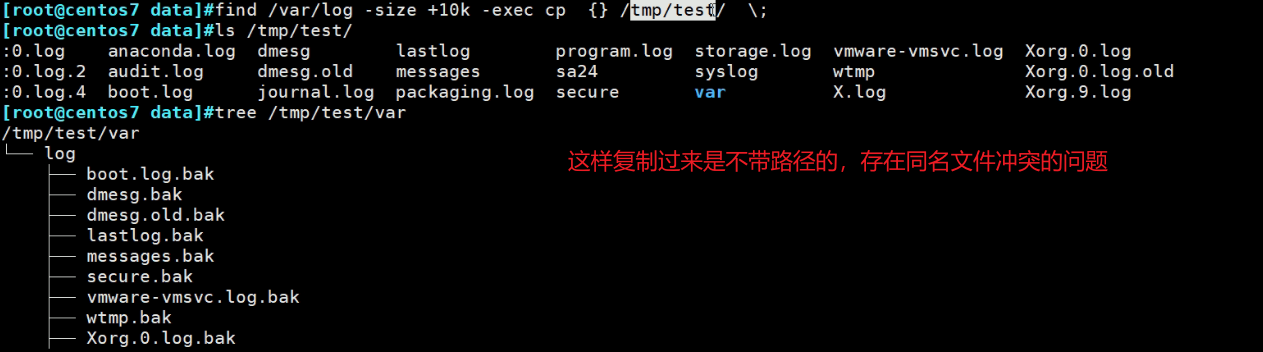 [root@centos7 data]#find /var/log -size +10k -exec cp  {} /tmp/test/  \;
[root@centos7 data]#ls /tmp/test/
:0.log    anaconda.log  dmesg        lastlog        program.log  storage.log  vmware-vmsvc.log  Xorg.0.log
:0.log.2  audit.log     dmesg.old    messages       sa24         syslog       wtmp              Xorg.0.log.old
:0.log.4  boot.log      journal.log  packaging.log  secure       var          X.log             Xorg.9.log
[root@centos7 data]#tree /tmp/test/var
/tmp/test/var
└── log
这样复制过来是不带路径的，存在同名文件冲突的问题
├── boot.log.bak
├── dmesg.bak
├── dmesg.old.bak
├── lastlog.bak
├── messages.bak
├── secure.bak
├── vmware-vmsvc.log.bak
├── wtmp.bak
├── Xorg.0.log.bak